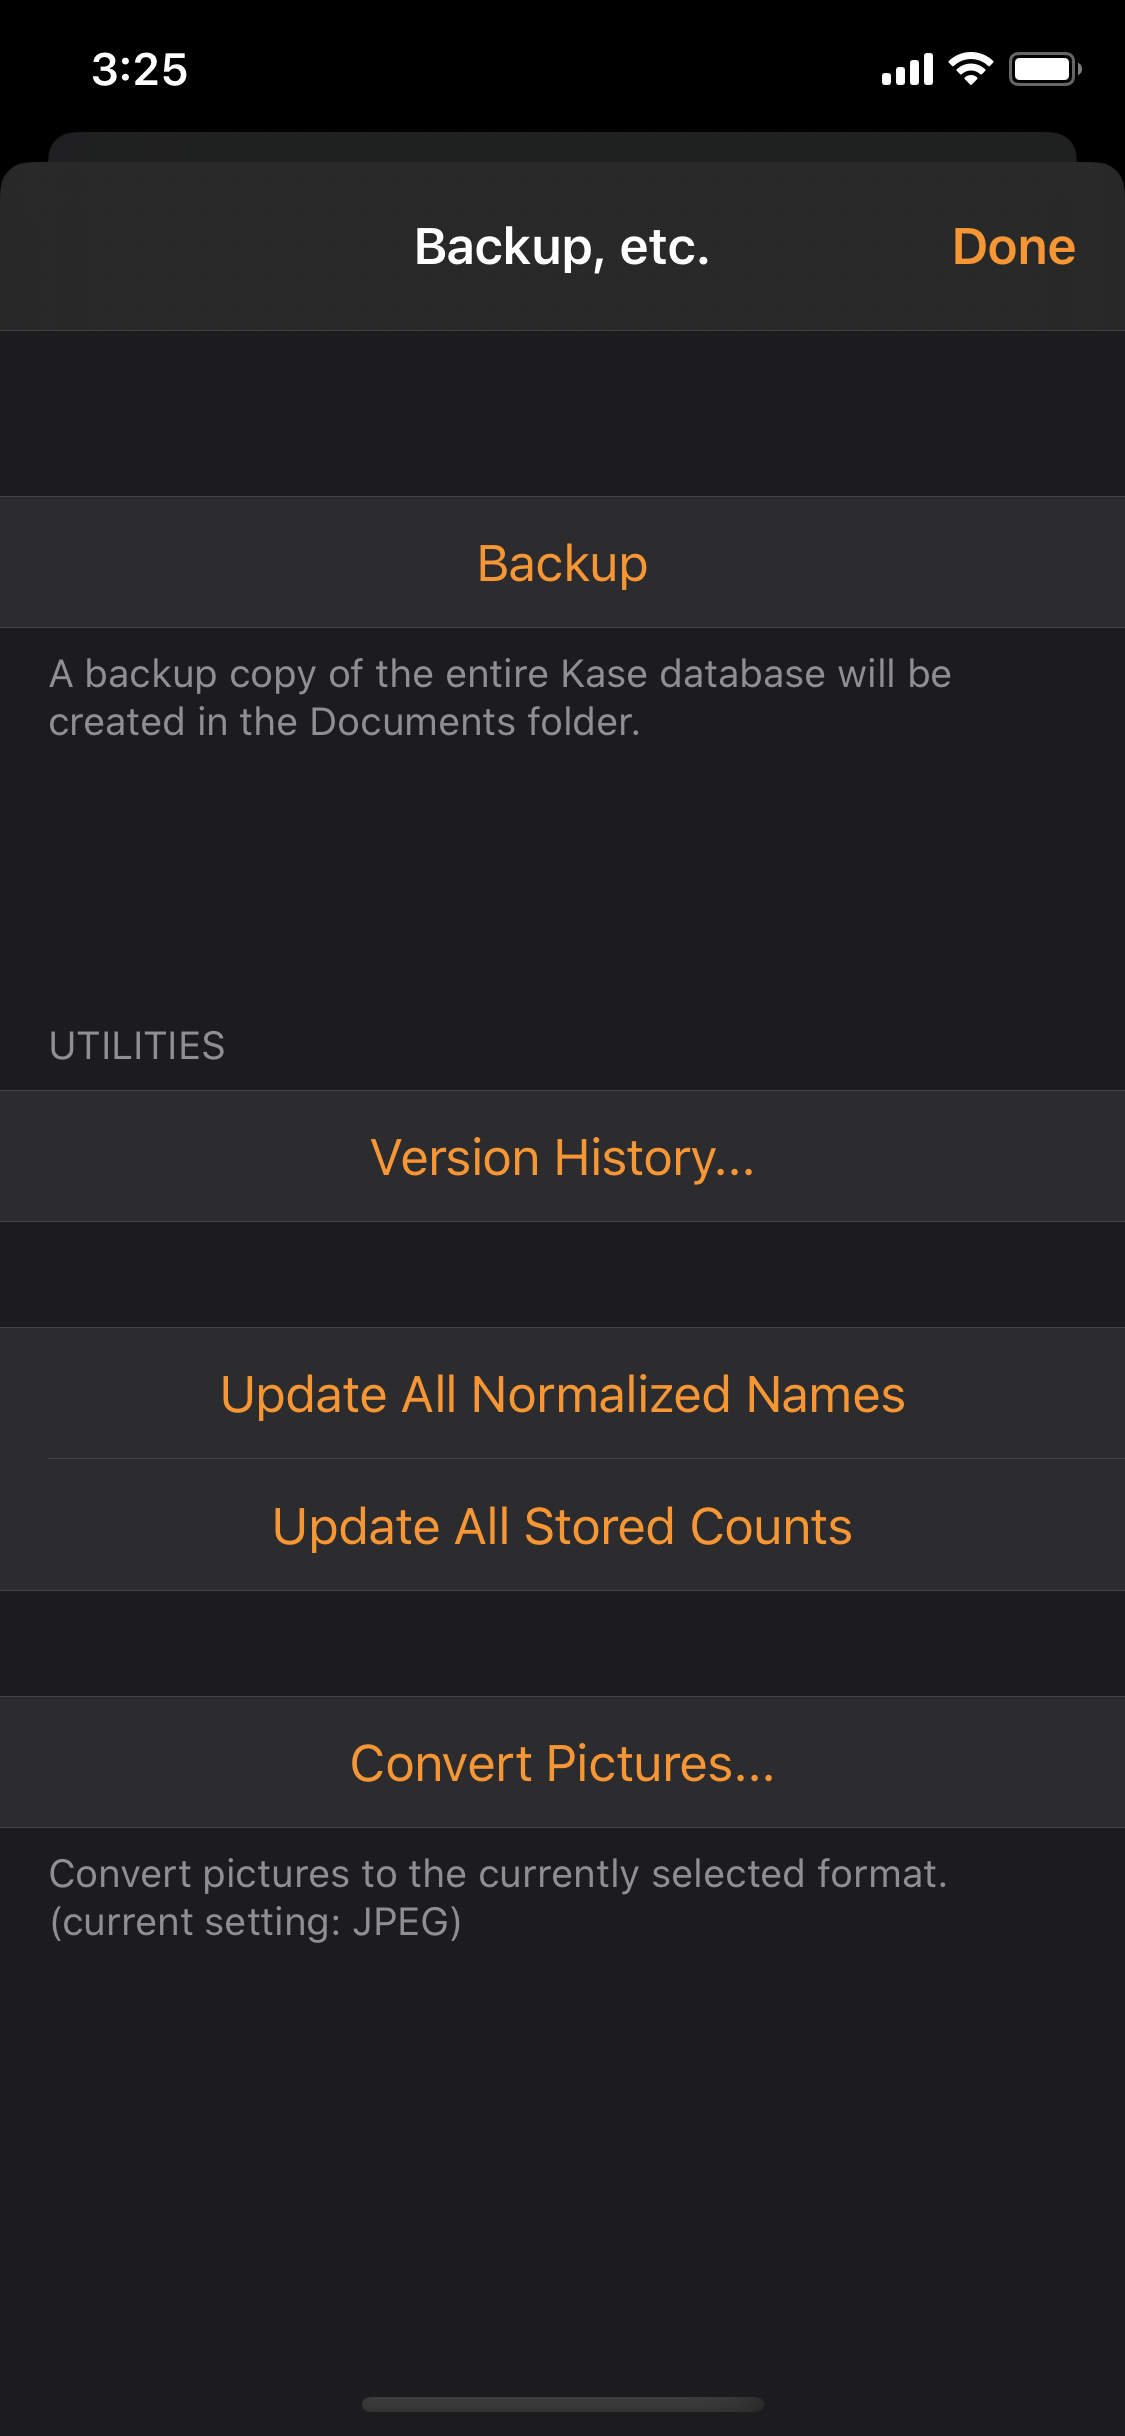 3:25
Backup, etc.
Done
Backup
A backup copy of the entire Kase database will be
created in the Documents folder.
UTILITIES
Version History...
Update All Normalized Names
Update All Stored Counts
Convert Pictures...
Convert pictures to the currently selected format.
(current setting: JPEG)